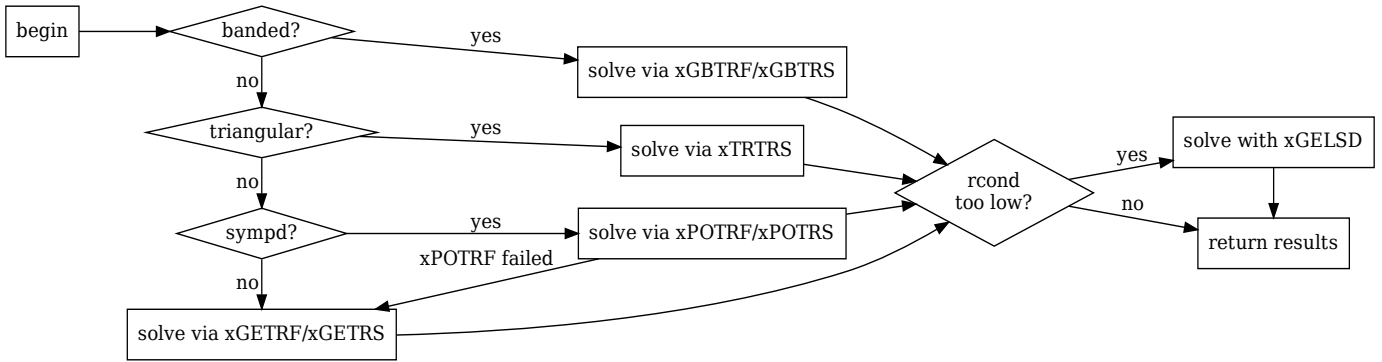 begin
banded?
yes
solve via xGBTRF/xGBTRS
no
triangular?
yes
solve via xTRTRS
no
sympd?
yes
solve via xPOTRF/xPOTRS
xPOTRF failed
no
solve via xGETRF/xGETRS
rcond
too low?
yes
solve with xGELSD
no
return results